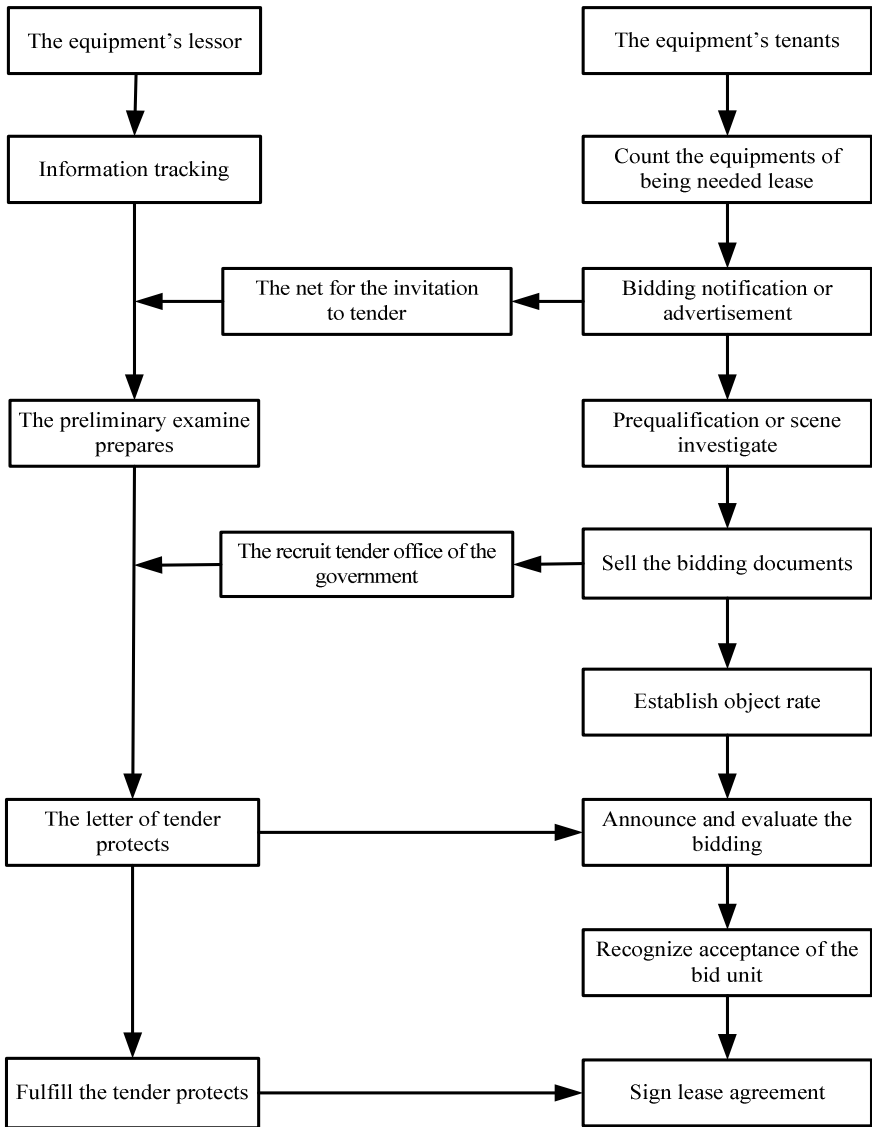 The equipment's lessor
The equipment's tenants
Information tracking
Count the equipments of
being needed lease
The net for the invitation
to tender
Bidding notification or
advertisement
The preliminary examine
prepares
Prequalification or scene
investigate
The recruit tender office of the
government
Sell the bidding documents
Establish object rate
The letter of tender
protects
Announce and evaluate the
bidding
Recognize acceptance of the
bid unit
Fulfill the tender protects
Sign lease agreement